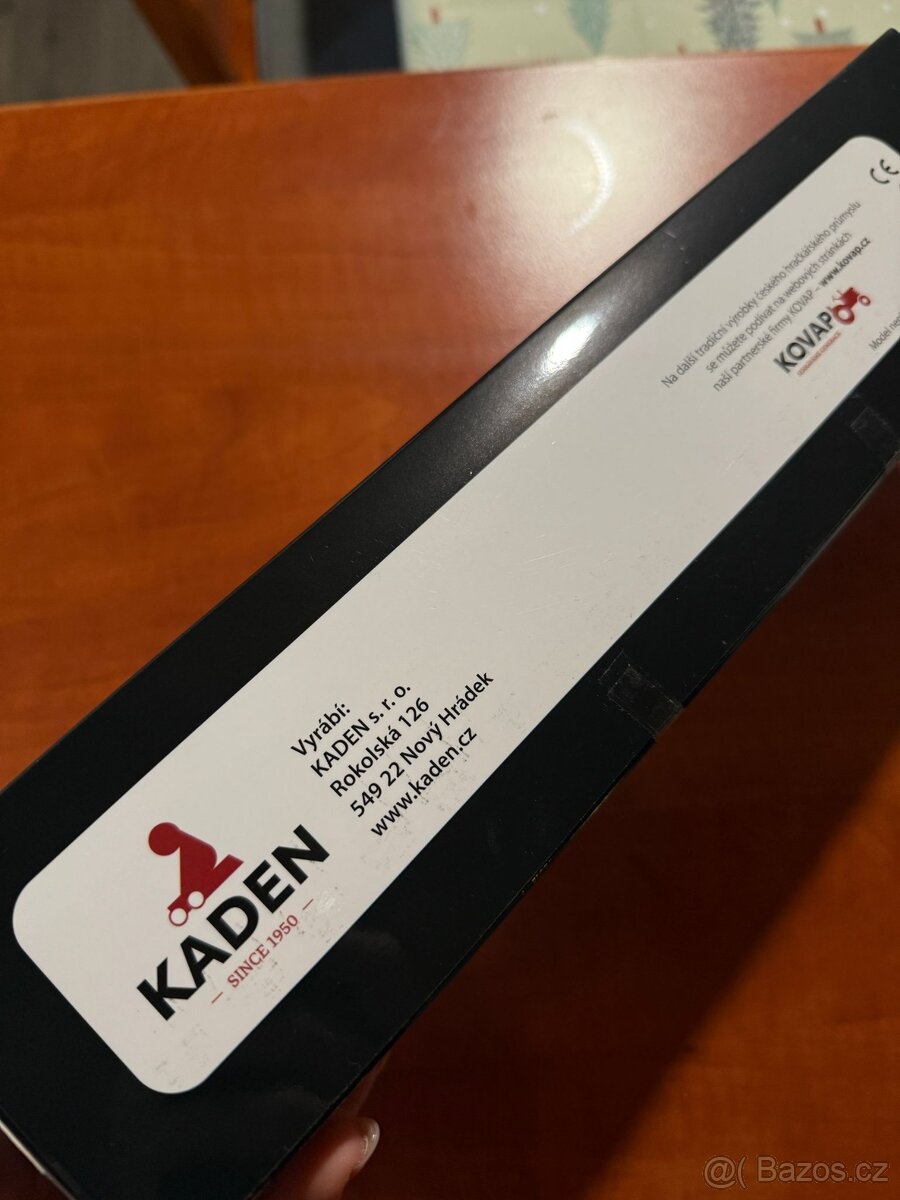 KADEN
— SINCE 1950 —
Vyrábí:
KADEN s. r. o.
Rokolská 126
549 22 Nový Hrádek
www.kaden.cz
Na další tradiční výrobky českého hračkářského průmyslu
se můžete podívat na webových stránkách
naší partnerské firmy KOVAP – www.kovap.cz
KOVAP
CE
Model
@( Bazos.cz